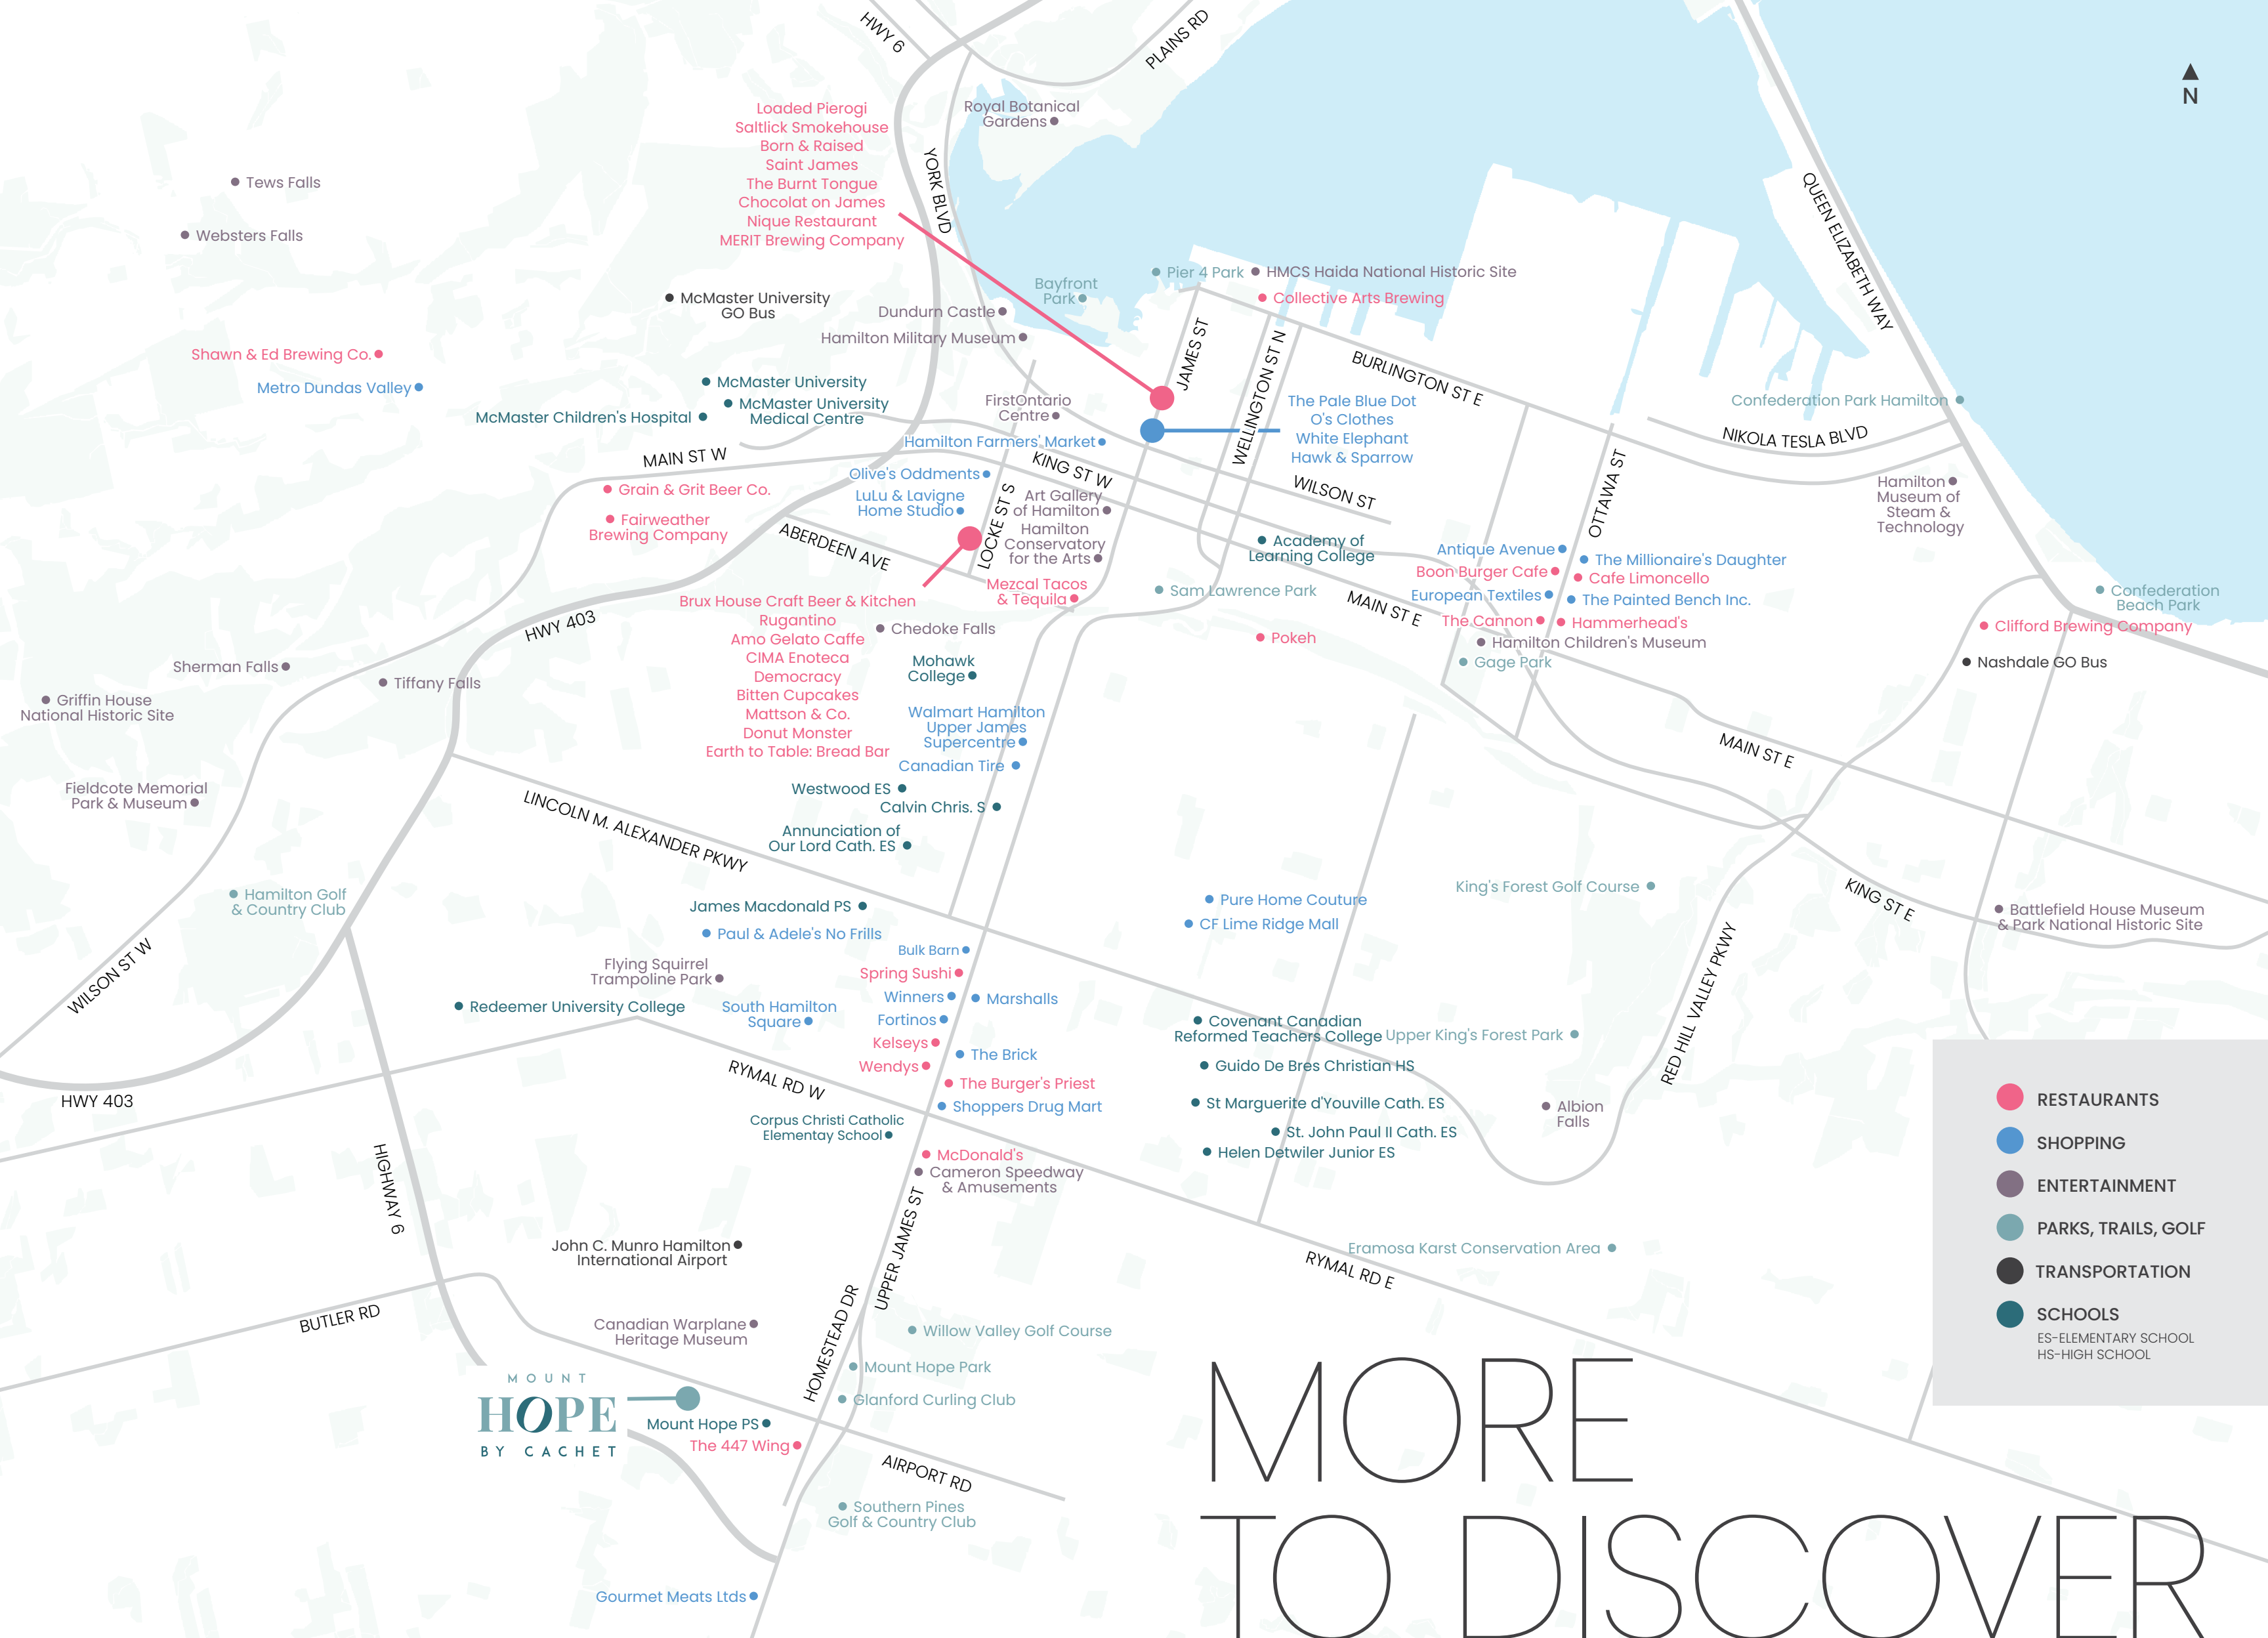 HWY 6
PLAINS RD
N
Loaded Pierogi
Saltlick Smokehouse
Born & Raised
Saint James
The Burnt Tongue
Chocolat on James
Nique Restaurant
MERIT Brewing Company
Royal Botanical
Gardens
YORK BLVD
QUEEN ELIZABETH WAY
Tews Falls
Websters Falls
McMaster University
GO Bus
Dundurn Castle
Hamilton Military Museum
Bayfront
Park
Pier 4 Park
HMCS Haida National Historic Site
Collective Arts Brewing
JAMES ST
WELLINGTON ST N
BURLINGTON ST E
Shawn & Ed Brewing Co.
Metro Dundas Valley
McMaster University
McMaster University
Medical Centre
McMaster Children's Hospital
FirstOntario
Centre
Hamilton Farmers' Market
The Pale Blue Dot
O's Clothes
White Elephant
Hawk & Sparrow
Confederation Park Hamilton
NIKOLA TESLA BLVD
MAIN ST W
KING ST W
WILSON ST
OTTAWA ST
Hamilton
Museum of
Steam &
Technology
Grain & Grit Beer Co.
Fairweather
Brewing Company
Olive's Oddments
LuLu & Lavigne
Home Studio
LOCKE ST S
Art Gallery
of Hamilton
Hamilton
Conservatory
for the Arts
ABERDEEN AVE
Mezcal Tacos
& Tequila
Academy of
Learning College
Sam Lawrence Park
Pokeh
MAIN ST E
Antique Avenue
The Millionaire's Daughter
Boon Burger Cafe
Cafe Limoncello
European Textiles
The Painted Bench Inc.
The Cannon
Hammerhead's
Hamilton Children's Museum
Gage Park
Confederation
Beach Park
Clifford Brewing Company
Nashdale GO Bus
HWY 403
Brux House Craft Beer & Kitchen
Rugantino
Amo Gelato Caffe
CIMA Enoteca
Democracy
Bitten Cupcakes
Mattson & Co.
Donut Monster
Earth to Table: Bread Bar
Chedoke Falls
Mohawk
College
Walmart Hamilton
Upper James
Supercentre
Canadian Tire
Westwood ES
Calvin Chris. S
Annunciation of
Our Lord Cath. ES
Sherman Falls
Tiffany Falls
Griffin House
National Historic Site
Fieldcote Memorial
Park & Museum
LINCOLN M. ALEXANDER PKWY
MAIN ST E
KING ST E
Hamilton Golf
& Country Club
WILSON ST W
James Macdonald PS
Paul & Adele's No Frills
Flying Squirrel
Trampoline Park
Redeemer University College
South Hamilton
Square
Bulk Barn
Spring Sushi
Winners
Marshalls
Fortinos
Kelseys
The Brick
Wendys
The Burger's Priest
Shoppers Drug Mart
Pure Home Couture
CF Lime Ridge Mall
King's Forest Golf Course
Battlefield House Museum
& Park National Historic Site
RED HILL VALLEY PKWY
Covenant Canadian
Reformed Teachers College
Upper King's Forest Park
Guido De Bres Christian HS
St Marguerite d'Youville Cath. ES
St. John Paul II Cath. ES
Helen Detwiler Junior ES
Albion
Falls
HWY 403
RYMAL RD W
Corpus Christi Catholic
Elementay School
McDonald's
Cameron Speedway
& Amusements
HIGHWAY 6
UPPER JAMES ST
John C. Munro Hamilton
International Airport
Eramosa Karst Conservation Area
RYMAL RD E
BUTLER RD
Canadian Warplane
Heritage Museum
HOMESTEAD DR
Willow Valley Golf Course
Mount Hope Park
Glanford Curling Club
MOUNT
HOPE
BY CACHET
Mount Hope PS
The 447 Wing
AIRPORT RD
Southern Pines
Golf & Country Club
Gourmet Meats Ltds
RESTAURANTS
SHOPPING
ENTERTAINMENT
PARKS, TRAILS, GOLF
TRANSPORTATION
SCHOOLS
ES-ELEMENTARY SCHOOL
HS-HIGH SCHOOL
MORE
TO DISCOVER